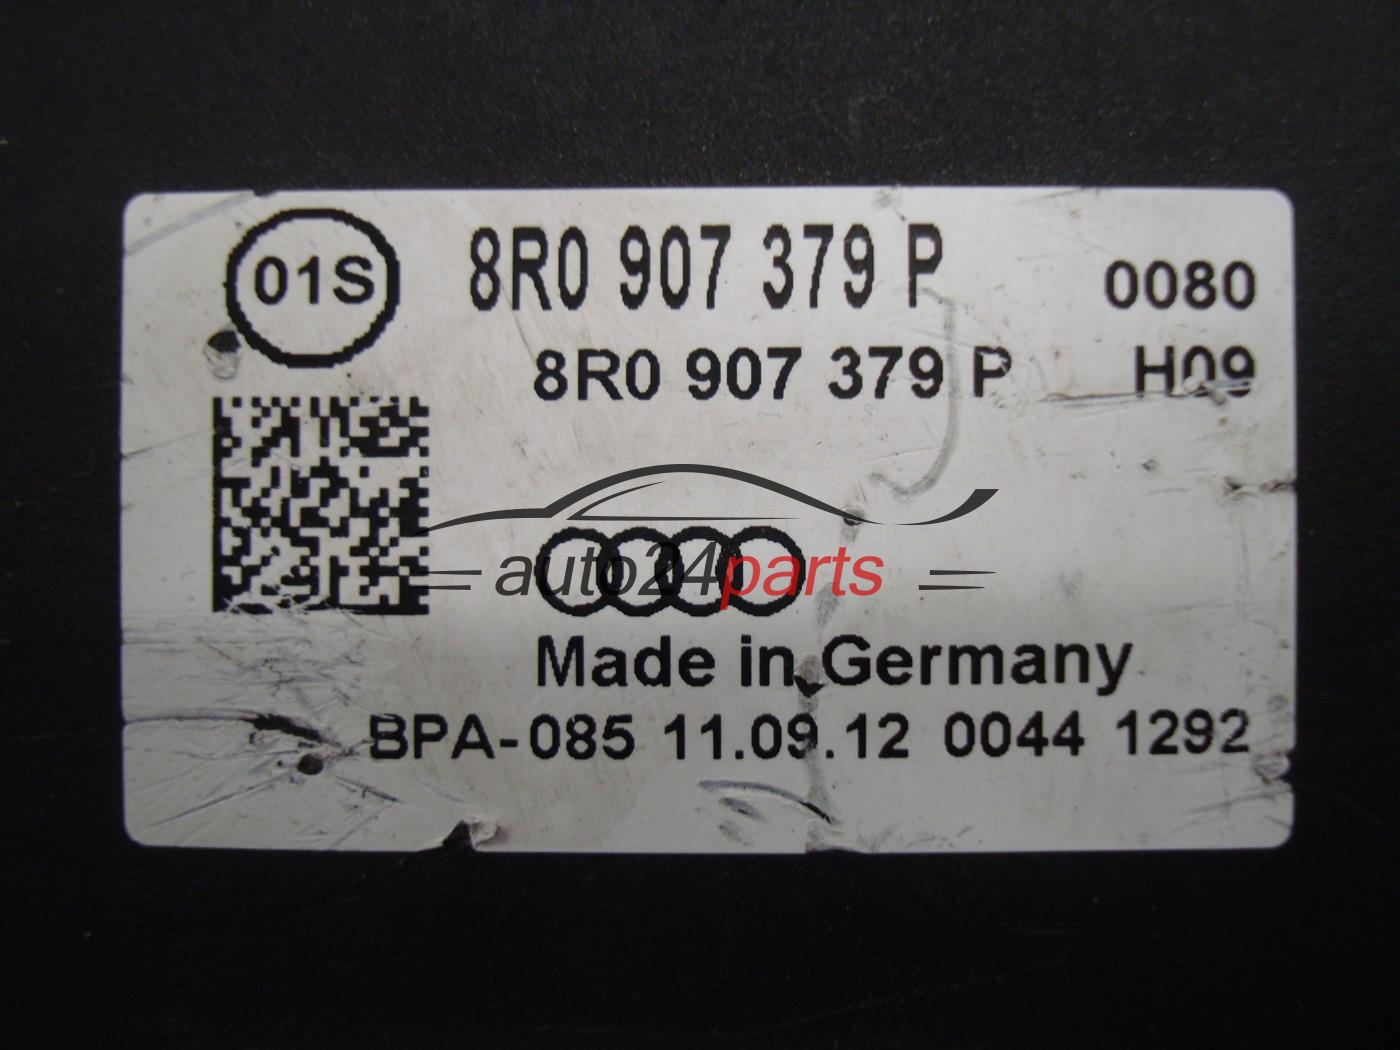 01S
8R0 907 379 P 0080
8R0 907 379 P H09
auto24parts
Made in Germany
BPA-085 11.09.12 0044 1292